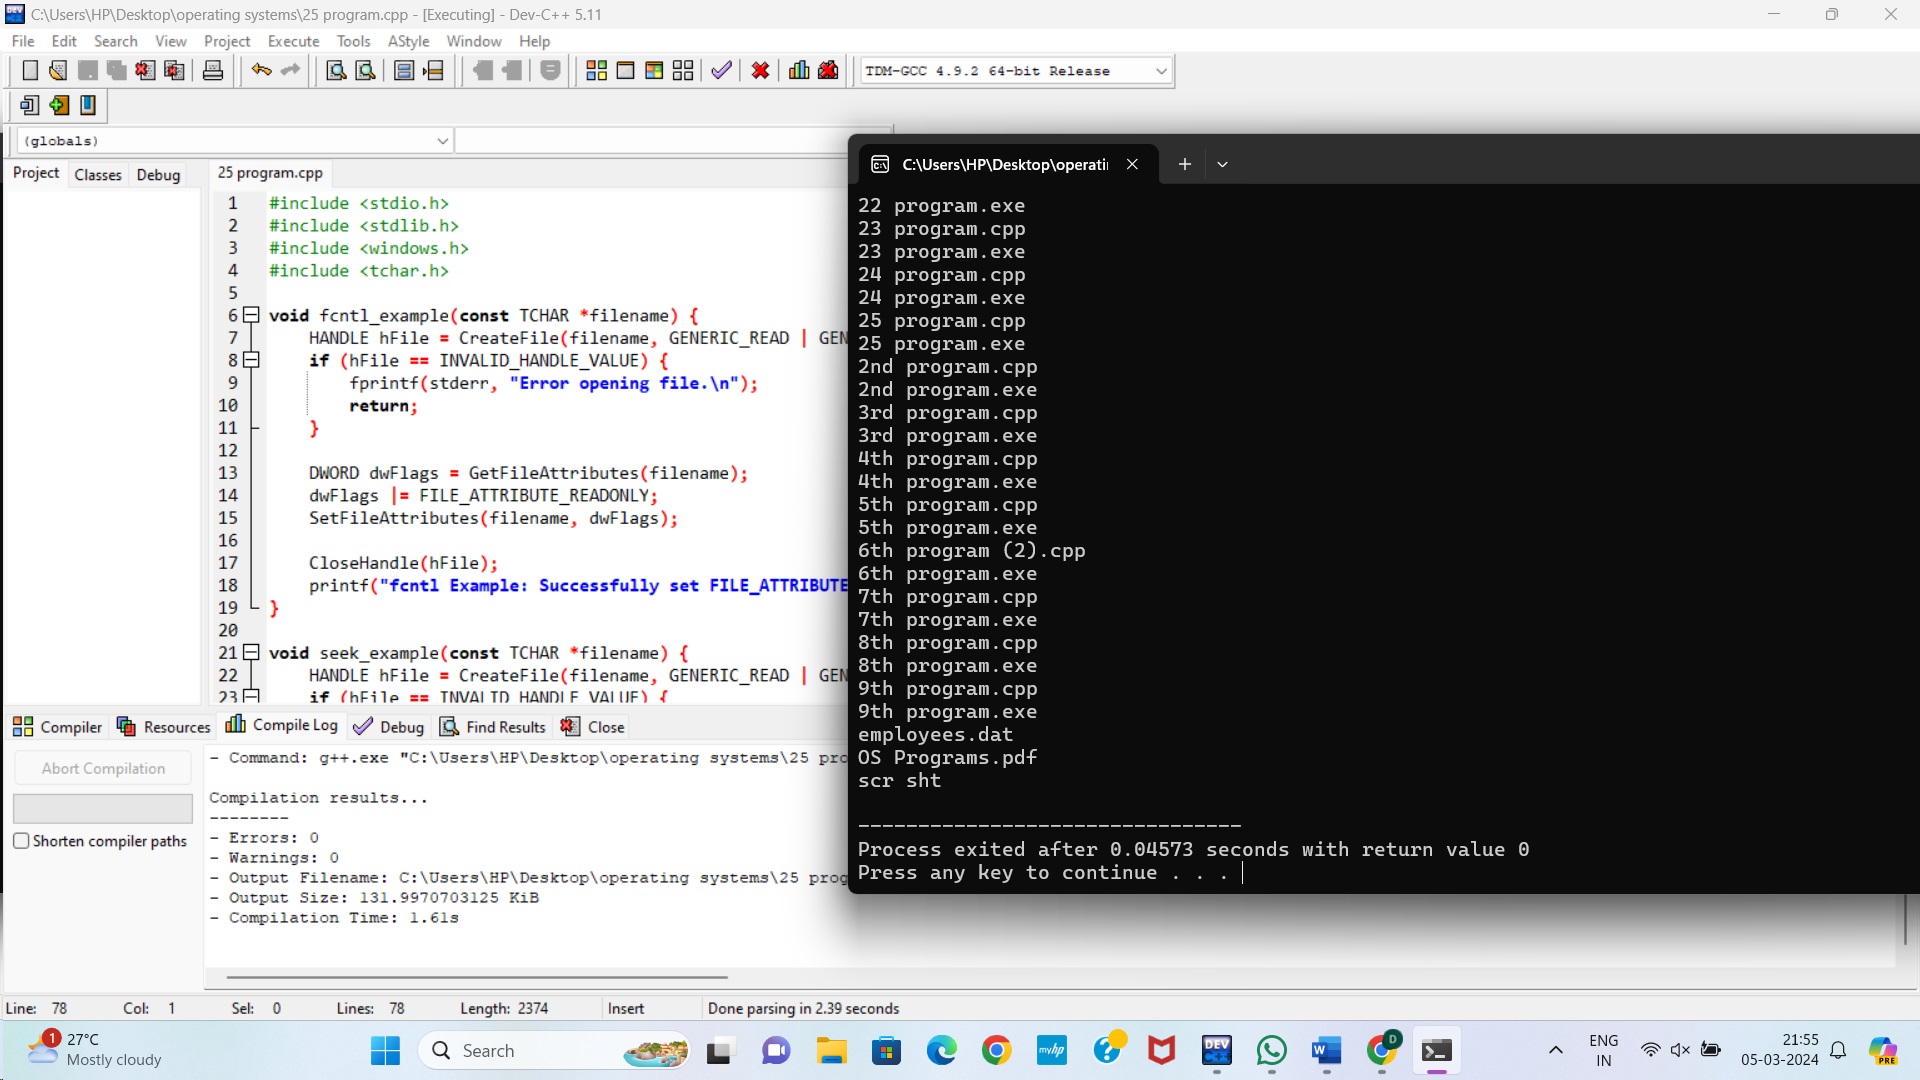 C:\Users\HP\Desktop\operating systems\25 program.cpp - [Executing] - Dev-C++ 5.11
File Edit Search View Project Execute Tools AStyle Window Help
TDM-GCC 4.9.2 64-bit Release
(globals)
Project Classes Debug
25 program.cpp
1 #include <stdio.h>
2 #include <stdlib.h>
3 #include <windows.h>
4 #include <tchar.h>
5
6 void fcntl_example(const TCHAR *filename) {
7 HANDLE hFile = CreateFile(filename, GENERIC_READ | GEN
8 if (hFile == INVALID_HANDLE_VALUE) {
9 fprintf(stderr, "Error opening file.\n");
10 return;
11 }
12
13 DWORD dwFlags = GetFileAttributes(filename);
14 dwFlags |= FILE_ATTRIBUTE_READONLY;
15 SetFileAttributes(filename, dwFlags);
16
17 CloseHandle(hFile);
18 printf("fcntl Example: Successfully set FILE_ATTRIBUTE
19 }
20
21 void seek_example(const TCHAR *filename) {
22 HANDLE hFile = CreateFile(filename, GENERIC_READ | GEN
23 if (hFile == INVALID_HANDLE_VALUE) {
C:\Users\HP\Desktop\operati
22 program.exe
23 program.cpp
23 program.exe
24 program.cpp
24 program.exe
25 program.cpp
25 program.exe
2nd program.cpp
2nd program.exe
3rd program.cpp
3rd program.exe
4th program.cpp
4th program.exe
5th program.cpp
5th program.exe
6th program (2).cpp
6th program.exe
7th program.cpp
7th program.exe
8th program.cpp
8th program.exe
9th program.cpp
9th program.exe
employees.dat
OS Programs.pdf
scr sht
--------------------------------
Process exited after 0.04573 seconds with return value 0
Press any key to continue . . .
Compiler Resources Compile Log Debug Find Results Close
Abort Compilation
Shorten compiler paths
- Command: g++.exe "C:\Users\HP\Desktop\operating systems\25 pro
Compilation results...
--------
- Errors: 0
- Warnings: 0
- Output Filename: C:\Users\HP\Desktop\operating systems\25 prog
- Output Size: 131.9970703125 KiB
- Compilation Time: 1.61s
Line: 78 Col: 1 Sel: 0 Lines: 78 Length: 2374 Insert Done parsing in 2.39 seconds
1
27°C
Mostly cloudy
Search
myhp
DEV C++
W
D
PRE
ENG
IN
21:55
05-03-2024